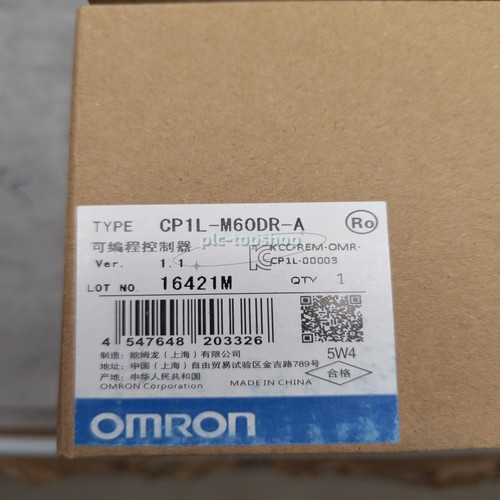 TYPE CP1L-M60DR-A Ro
可编程控制器 KCC-REM-OMR-
plc-topshop
Ver. 1.1 CP1L-00003
LOT NO. 16421M QTY 1
4 547648 203326
制造: 欧姆龙（上海）有限公司 5W4
地址: 中国（上海）自由贸易试验区金吉路789号
产地: 中华人民共和国 合格
OMRON Corporation MADE IN CHINA
OMRON